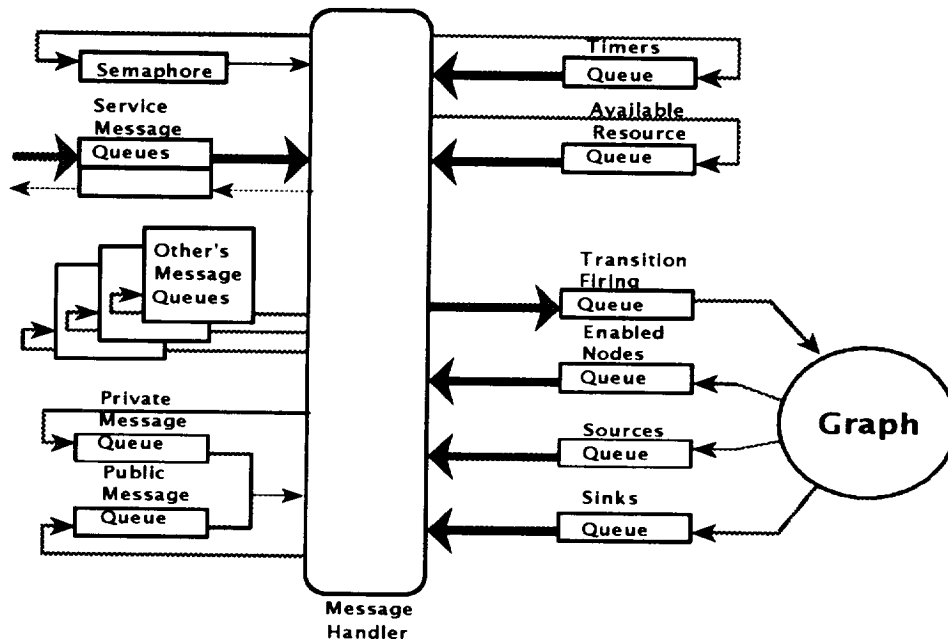 Semaphore
Service
Message
Queues
Other's
Message
Queues
Private
Message
Queue
Public
Message
Queue
Message
Handler
Timers
Queue
Available
Resource
Queue
Transition
Firing
Queue
Enabled
Nodes
Queue
Sources
Queue
Sinks
Queue
Graph